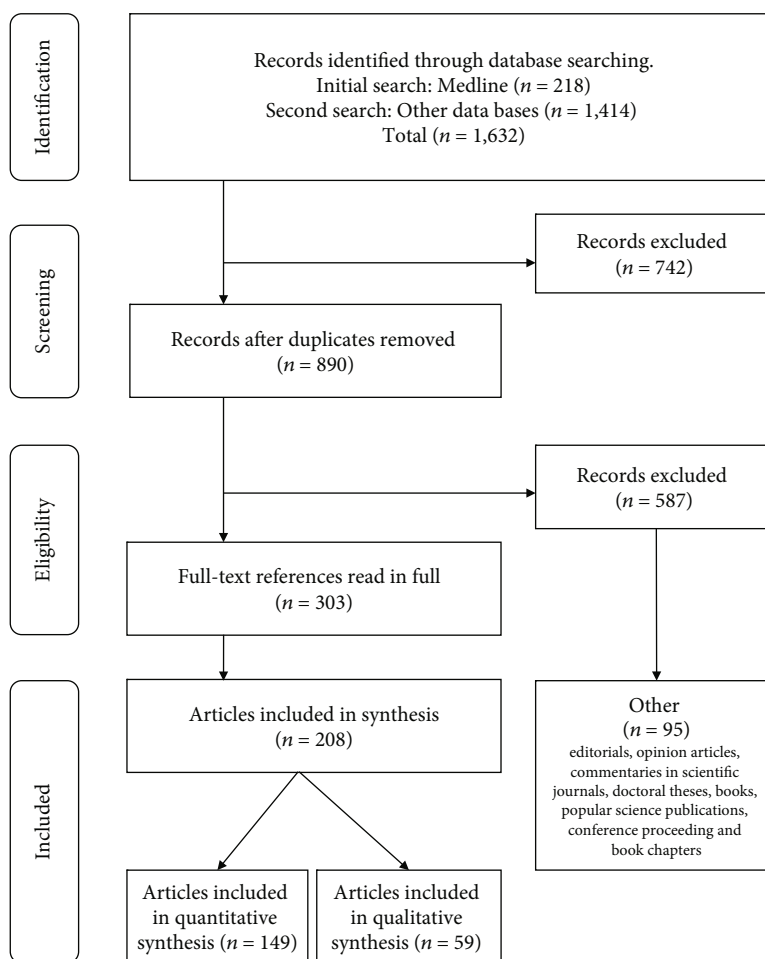 Identification
Records identified through database searching.
Initial search: Medline (n = 218)
Second search: Other data bases (n = 1,414)
Total (n = 1,632)
Screening
Records excluded
(n = 742)
Records after duplicates removed
(n = 890)
Eligibility
Records excluded
(n = 587)
Full-text references read in full
(n = 303)
Included
Articles included in synthesis
(n = 208)
Other
(n = 95)
editorials, opinion articles,
commentaries in scientific
journals, doctoral theses, books,
popular science publications,
conference proceeding and
book chapters
Articles included
in quantitative
synthesis (n = 149)
Articles included
in qualitative
synthesis (n = 59)